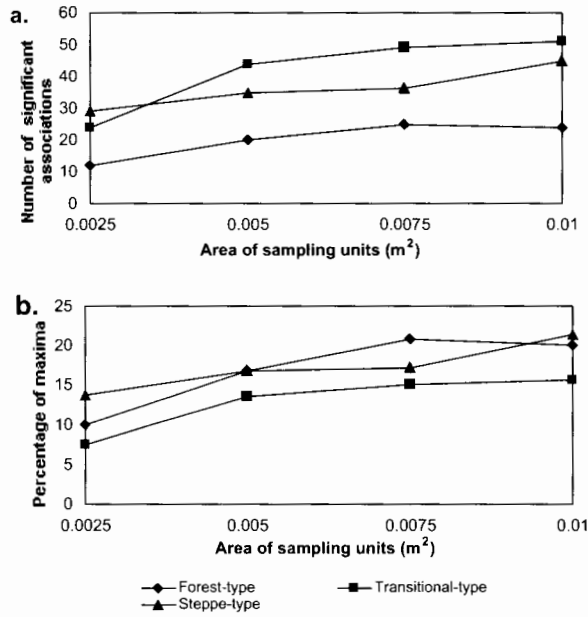 a.
60
50
40
30
20
10
0
Number of significant
associations
0.0025 0.005 0.0075 0.01
Area of sampling units (m²)
b.
25
20
15
10
5
0
Percentage of maxima
0.0025 0.005 0.0075 0.01
Area of sampling units (m²)
Forest-type Transitional-type
Steppe-type